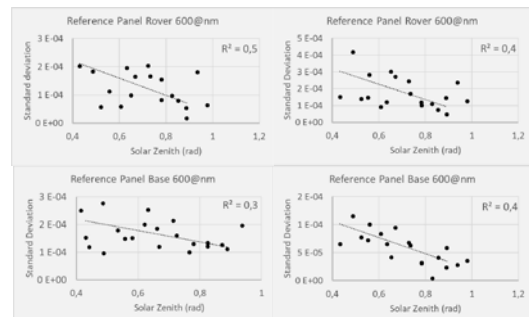 Reference Panel Rover 600@nm
R² = 0,5
3 E-04
2 E-04
1 E-04
0 E+00
0,4 0,6 0,8 1 1,2
Standard deviation
Solar Zenith (rad)
Reference Panel Rover 600@nm
R² = 0,4
5 E-04
4 E-04
3 E-04
2 E-04
1 E-04
0 E+00
0,4 0,6 0,8 1 1,2
Standard Deviation
Solar Zenith (rad)
Reference Panel Base 600@nm
R² = 0,3
3 E-04
2 E-04
1 E-04
0 E+00
0,4 0,6 0,8 1
Standard Deviation
Solar Zenith (rad)
Reference Panel Base 600@nm
R² = 0,4
2 E-04
1 E-04
5 E-05
0 E+00
0,4 0,6 0,8 1 1,2
Standard Deviation
Solar Zenith (rad)